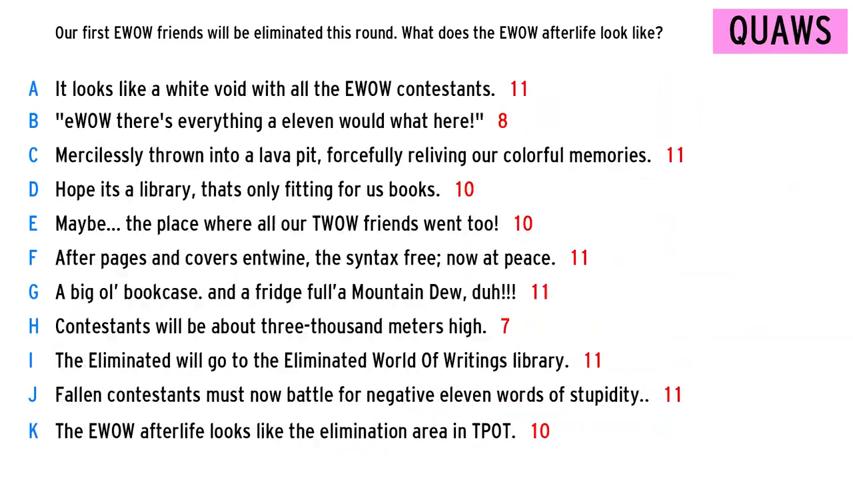 Our first EWOW friends will be eliminated this round. What does the EWOW afterlife look like?
QUAWS
A It looks like a white void with all the EWOW contestants. 11
B "eWOW there's everything a eleven would what here!" 8
C Mercilessly thrown into a lava pit, forcefully reliving our colorful memories. 11
D Hope its a library, thats only fitting for us books. 10
E Maybe... the place where all our TWOW friends went too! 10
F After pages and covers entwine, the syntax free; now at peace. 11
G A big ol’ bookcase. and a fridge full’a Mountain Dew, duh!!! 11
H Contestants will be about three-thousand meters high. 7
I The Eliminated will go to the Eliminated World Of Writings library. 11
J Fallen contestants must now battle for negative eleven words of stupidity.. 11
K The EWOW afterlife looks like the elimination area in TPOT. 10